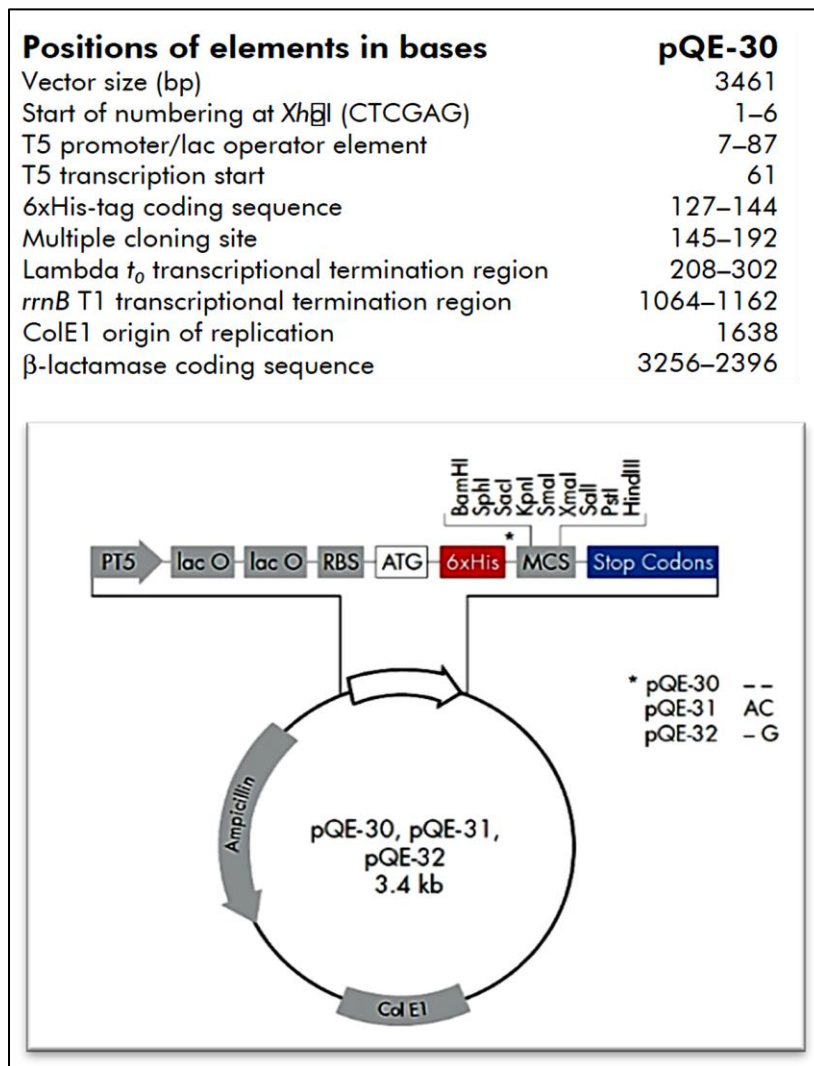 Positions of elements in bases pQE-30
Vector size (bp) 3461
Start of numbering at XhoI (CTCGAG) 1–6
T5 promoter/lac operator element 7–87
T5 transcription start 61
6xHis-tag coding sequence 127–144
Multiple cloning site 145–192
Lambda t₀ transcriptional termination region 208–302
rrnB T1 transcriptional termination region 1064–1162
ColE1 origin of replication 1638
β-lactamase coding sequence 3256–2396
BamHI
SphI
SacI
KpnI
SmaI
XmaI
SalI
PstI
HindIII
*
PT5 lac O lac O RBS ATG 6xHis MCS Stop Codons
* pQE-30 – –
pQE-31 AC
pQE-32 – G
Ampicillin
pQE-30, pQE-31,
pQE-32
3.4 kb
Col E1